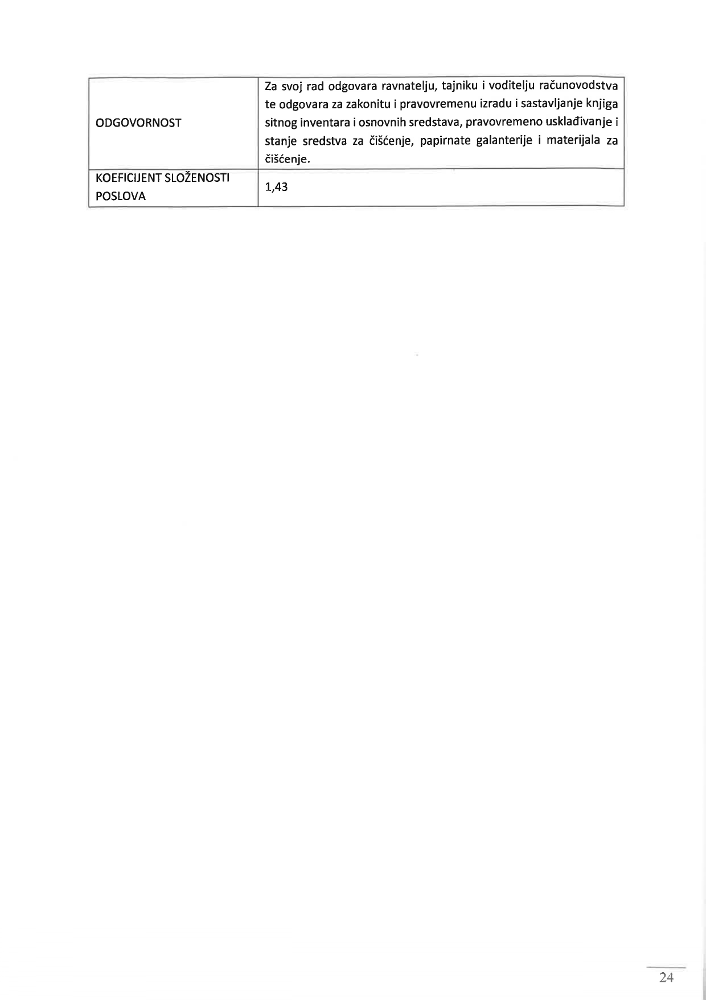 ODGOVORNOST
Za svoj rad odgovara ravnatelju, tajniku i voditelju računovodstva
te odgovara za zakonitu i pravovremenu izradu i sastavljanje knjiga
sitnog inventara i osnovnih sredstava, pravovremeno usklađivanje i
stanje sredstva za čišćenje, papirnate galanterije i materijala za
čišćenje.
KOEFICIJENT SLOŽENOSTI
POSLOVA
1,43
24